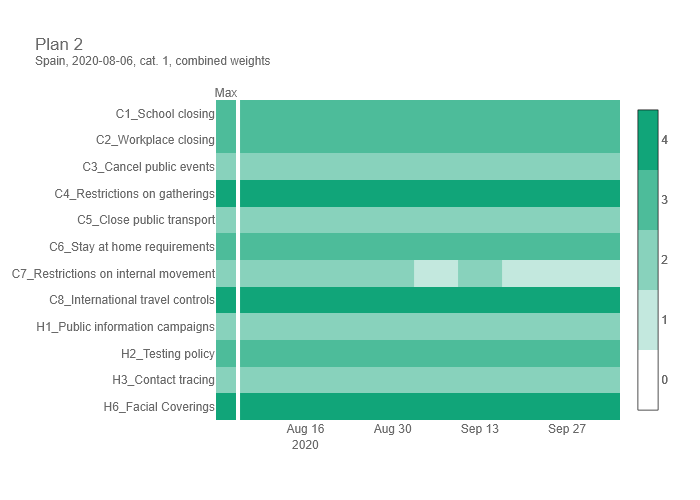 Plan 2
Spain, 2020-08-06, cat. 1, combined weights
Max
C1_School closing
C2_Workplace closing
C3_Cancel public events
C4_Restrictions on gatherings
C5_Close public transport
C6_Stay at home requirements
C7_Restrictions on internal movement
C8_International travel controls
H1_Public information campaigns
H2_Testing policy
H3_Contact tracing
H6_Facial Coverings
Aug 16 Aug 30 Sep 13 Sep 27
2020
4
3
2
1
0